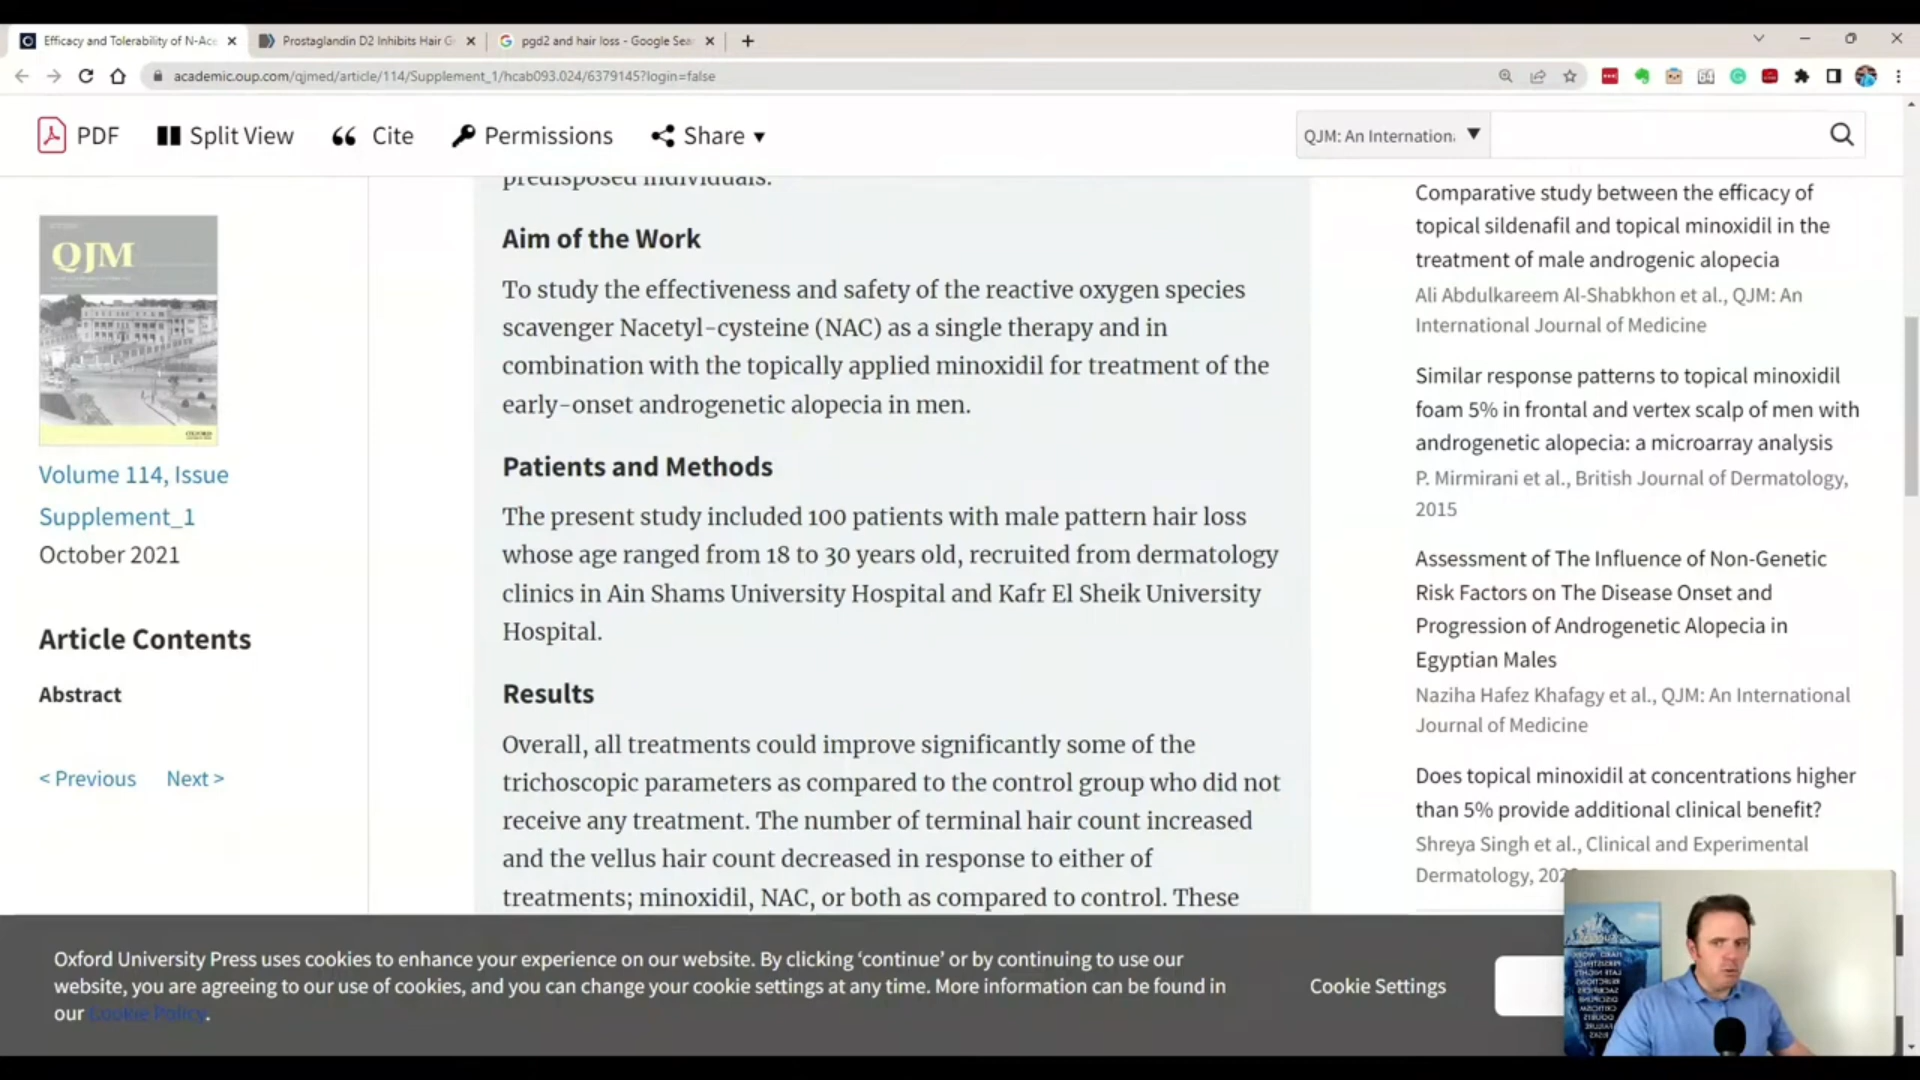 Efficacy and Tolerability of N-Ace
Prostaglandin D2 Inhibits Hair G
pgd2 and hair loss - Google Sea
academic.oup.com/qjmed/article/114/Supplement_1/hcab093.024/6379145?login=false
PDF
Split View
Cite
Permissions
Share
QJM: An Internation.
predisposed individuals.
QJM
Volume 114, Issue
Supplement_1
October 2021
Article Contents
Abstract
< Previous
Next >
Aim of the Work
To study the effectiveness and safety of the reactive oxygen species
scavenger Nacetyl-cysteine (NAC) as a single therapy and in
combination with the topically applied minoxidil for treatment of the
early-onset androgenetic alopecia in men.
Patients and Methods
The present study included 100 patients with male pattern hair loss
whose age ranged from 18 to 30 years old, recruited from dermatology
clinics in Ain Shams University Hospital and Kafr El Sheik University
Hospital.
Results
Overall, all treatments could improve significantly some of the
trichoscopic parameters as compared to the control group who did not
receive any treatment. The number of terminal hair count increased
and the vellus hair count decreased in response to either of
treatments; minoxidil, NAC, or both as compared to control. These
Comparative study between the efficacy of
topical sildenafil and topical minoxidil in the
treatment of male androgenic alopecia
Ali Abdulkareem Al-Shabkhon et al., QJM: An
International Journal of Medicine
Similar response patterns to topical minoxidil
foam 5% in frontal and vertex scalp of men with
androgenetic alopecia: a microarray analysis
P. Mirmirani et al., British Journal of Dermatology,
2015
Assessment of The Influence of Non-Genetic
Risk Factors on The Disease Onset and
Progression of Androgenetic Alopecia in
Egyptian Males
Naziha Hafez Khafagy et al., QJM: An International
Journal of Medicine
Does topical minoxidil at concentrations higher
than 5% provide additional clinical benefit?
Shreya Singh et al., Clinical and Experimental
Dermatology, 202
Oxford University Press uses cookies to enhance your experience on our website. By clicking ‘continue’ or by continuing to use our
website, you are agreeing to our use of cookies, and you can change your cookie settings at any time. More information can be found in
our Cookie Policy.
Cookie Settings